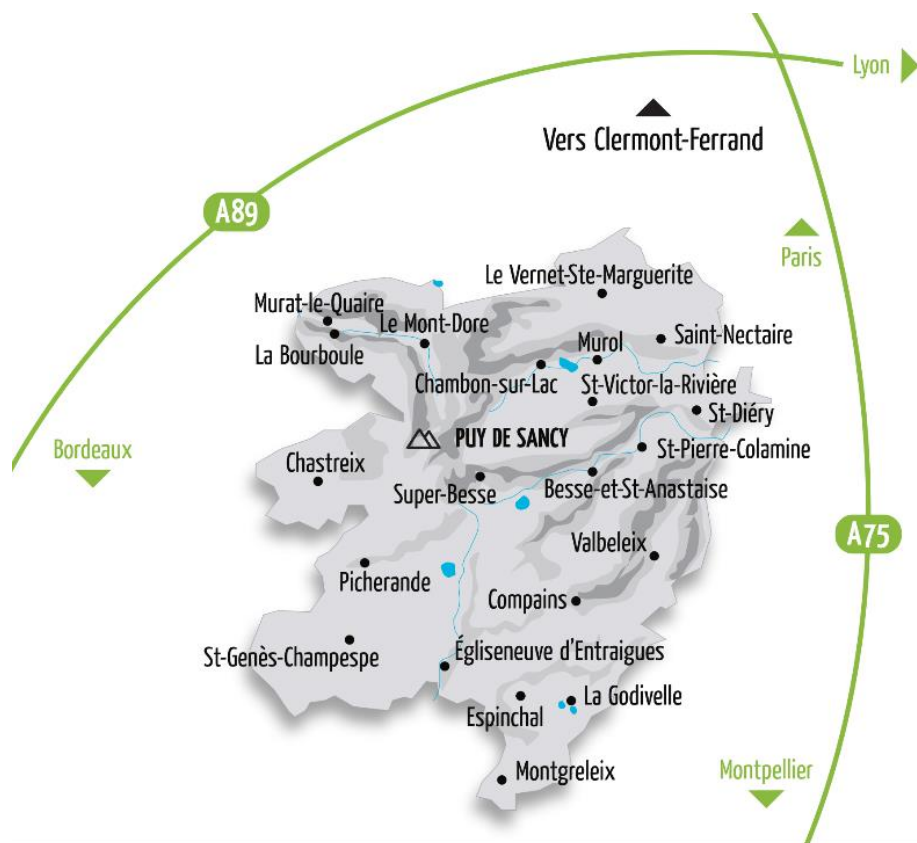 Lyon
Vers Clermont-Ferrand
A89
Paris
Le Vernet-Ste-Marguerite
Murat-le-Quaire
Le Mont-Dore
Murol
Saint-Nectaire
La Bourboule
Chambon-sur-Lac
St-Victor-la-Rivière
St-Diéry
Bordeaux
PUY DE SANCY
St-Pierre-Colamine
Chastreix
Super-Besse
Besse-et-St-Anastaise
A75
Valbeleix
Picherande
Compains
St-Genès-Champespe
Égliseneuve d'Entraigues
Espinchal
La Godivelle
Montgreleix
Montpellier